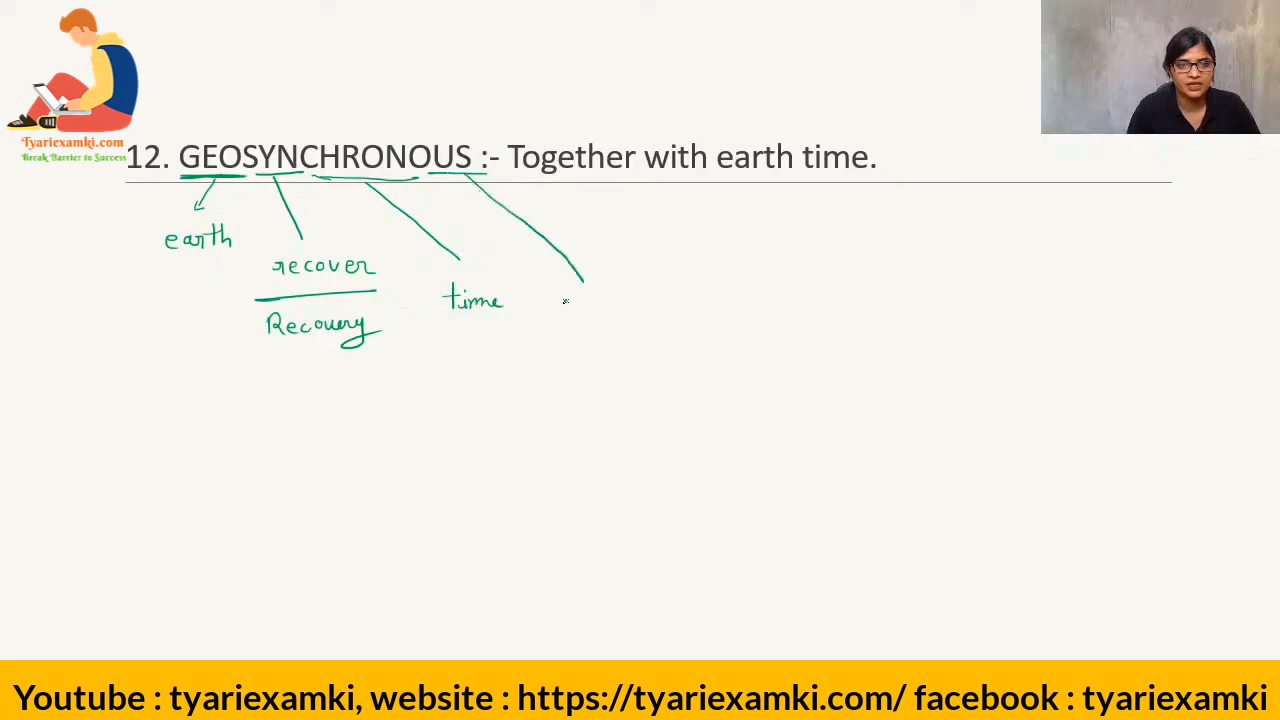 Tyariexamki.com
Break Barrier to Success
12. GEOSYNCHRONOUS :- Together with earth time.
earth
recover
time
Recovery
Youtube : tyariexamki, website : https://tyariexamki.com/ facebook : tyariexamki